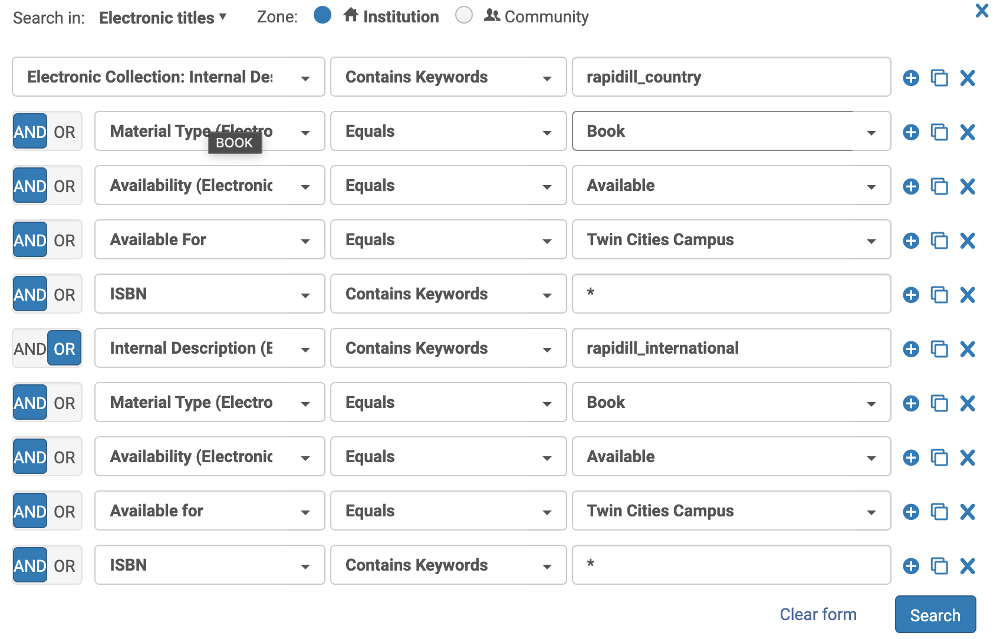 Search in: Electronic titles Zone: Institution Community
Electronic Collection: Internal Des Contains Keywords rapidill_country
AND OR Material Type (Electro Equals Book
BOOK
AND OR Availability (Electronic Equals Available
AND OR Available For Equals Twin Cities Campus
AND OR ISBN Contains Keywords *
AND OR Internal Description (E Contains Keywords rapidill_international
AND OR Material Type (Electro Equals Book
AND OR Availability (Electronic Equals Available
AND OR Available for Equals Twin Cities Campus
AND OR ISBN Contains Keywords *
Clear form Search